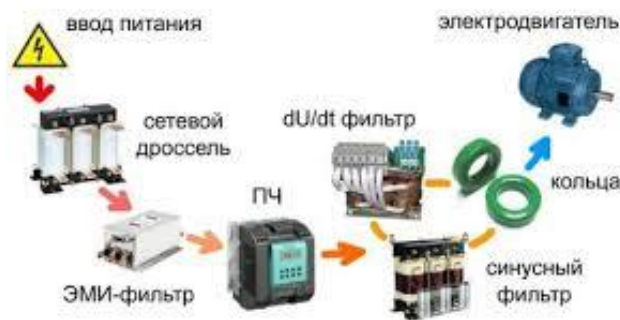 ввод питания
электродвигатель
сетевой
дроссель
dU/dt фильтр
ПЧ
кольца
ЭМИ-фильтр
синусный
фильтр